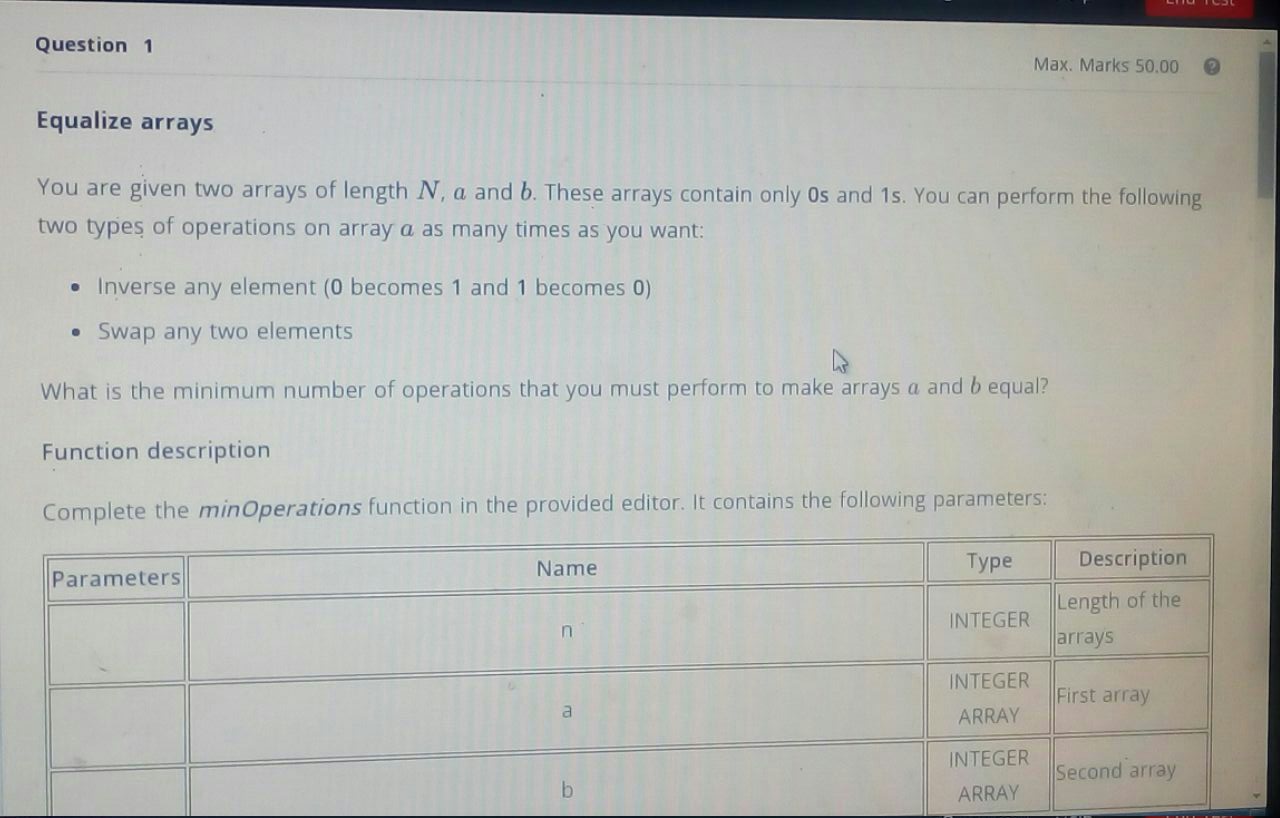 End Test
Question 1
Max. Marks 50.00
?
Equalize arrays
You are given two arrays of length N, a and b. These arrays contain only 0s and 1s. You can perform the following
two types of operations on array a as many times as you want:
• Inverse any element (0 becomes 1 and 1 becomes 0)
• Swap any two elements
What is the minimum number of operations that you must perform to make arrays a and b equal?
Function description
Complete the minOperations function in the provided editor. It contains the following parameters:
Parameters Name Type Description
n INTEGER Length of the
arrays
a INTEGER First array
ARRAY
b INTEGER Second array
ARRAY